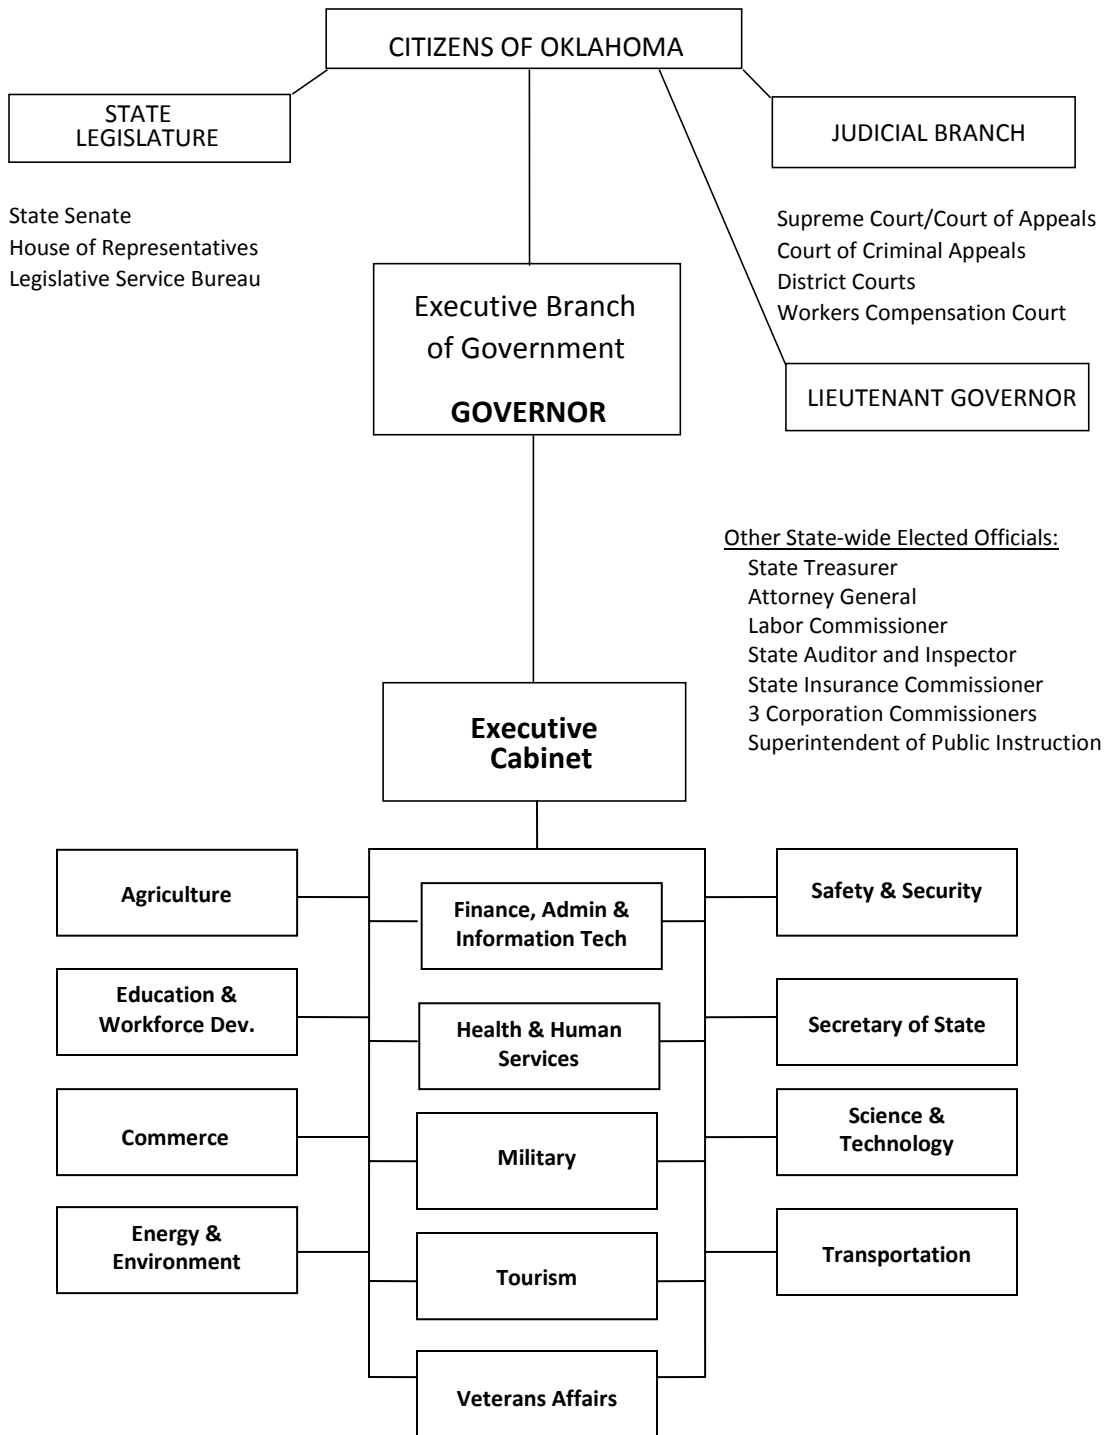 CITIZENS OF OKLAHOMA
STATE
LEGISLATURE
JUDICIAL BRANCH
State Senate
House of Representatives
Legislative Service Bureau
Supreme Court/Court of Appeals
Court of Criminal Appeals
District Courts
Workers Compensation Court
Executive Branch
of Government
GOVERNOR
LIEUTENANT GOVERNOR
Other State-wide Elected Officials:
State Treasurer
Attorney General
Labor Commissioner
State Auditor and Inspector
State Insurance Commissioner
3 Corporation Commissioners
Superintendent of Public Instruction
Executive
Cabinet
Agriculture
Education &
Workforce Dev.
Commerce
Energy &
Environment
Finance, Admin &
Information Tech
Health & Human
Services
Military
Tourism
Veterans Affairs
Safety & Security
Secretary of State
Science &
Technology
Transportation